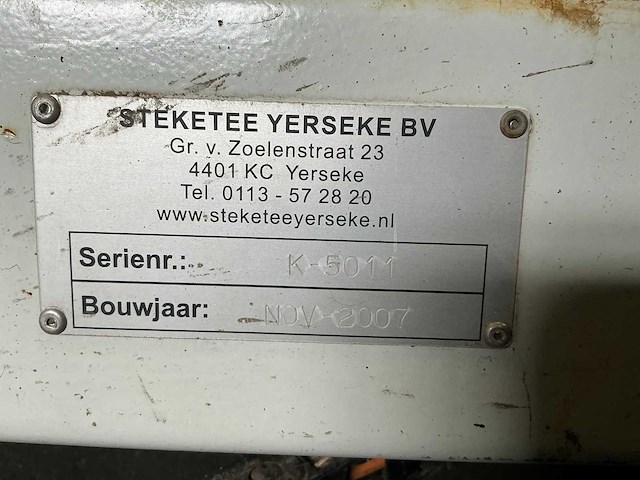 STEKETEE YERSEKE BV
Gr. v. Zoelenstraat 23
4401 KC Yerseke
Tel. 0113 - 57 28 20
www.steketeeyerseke.nl
Serienr.: K-5011
Bouwjaar: NOV-2007